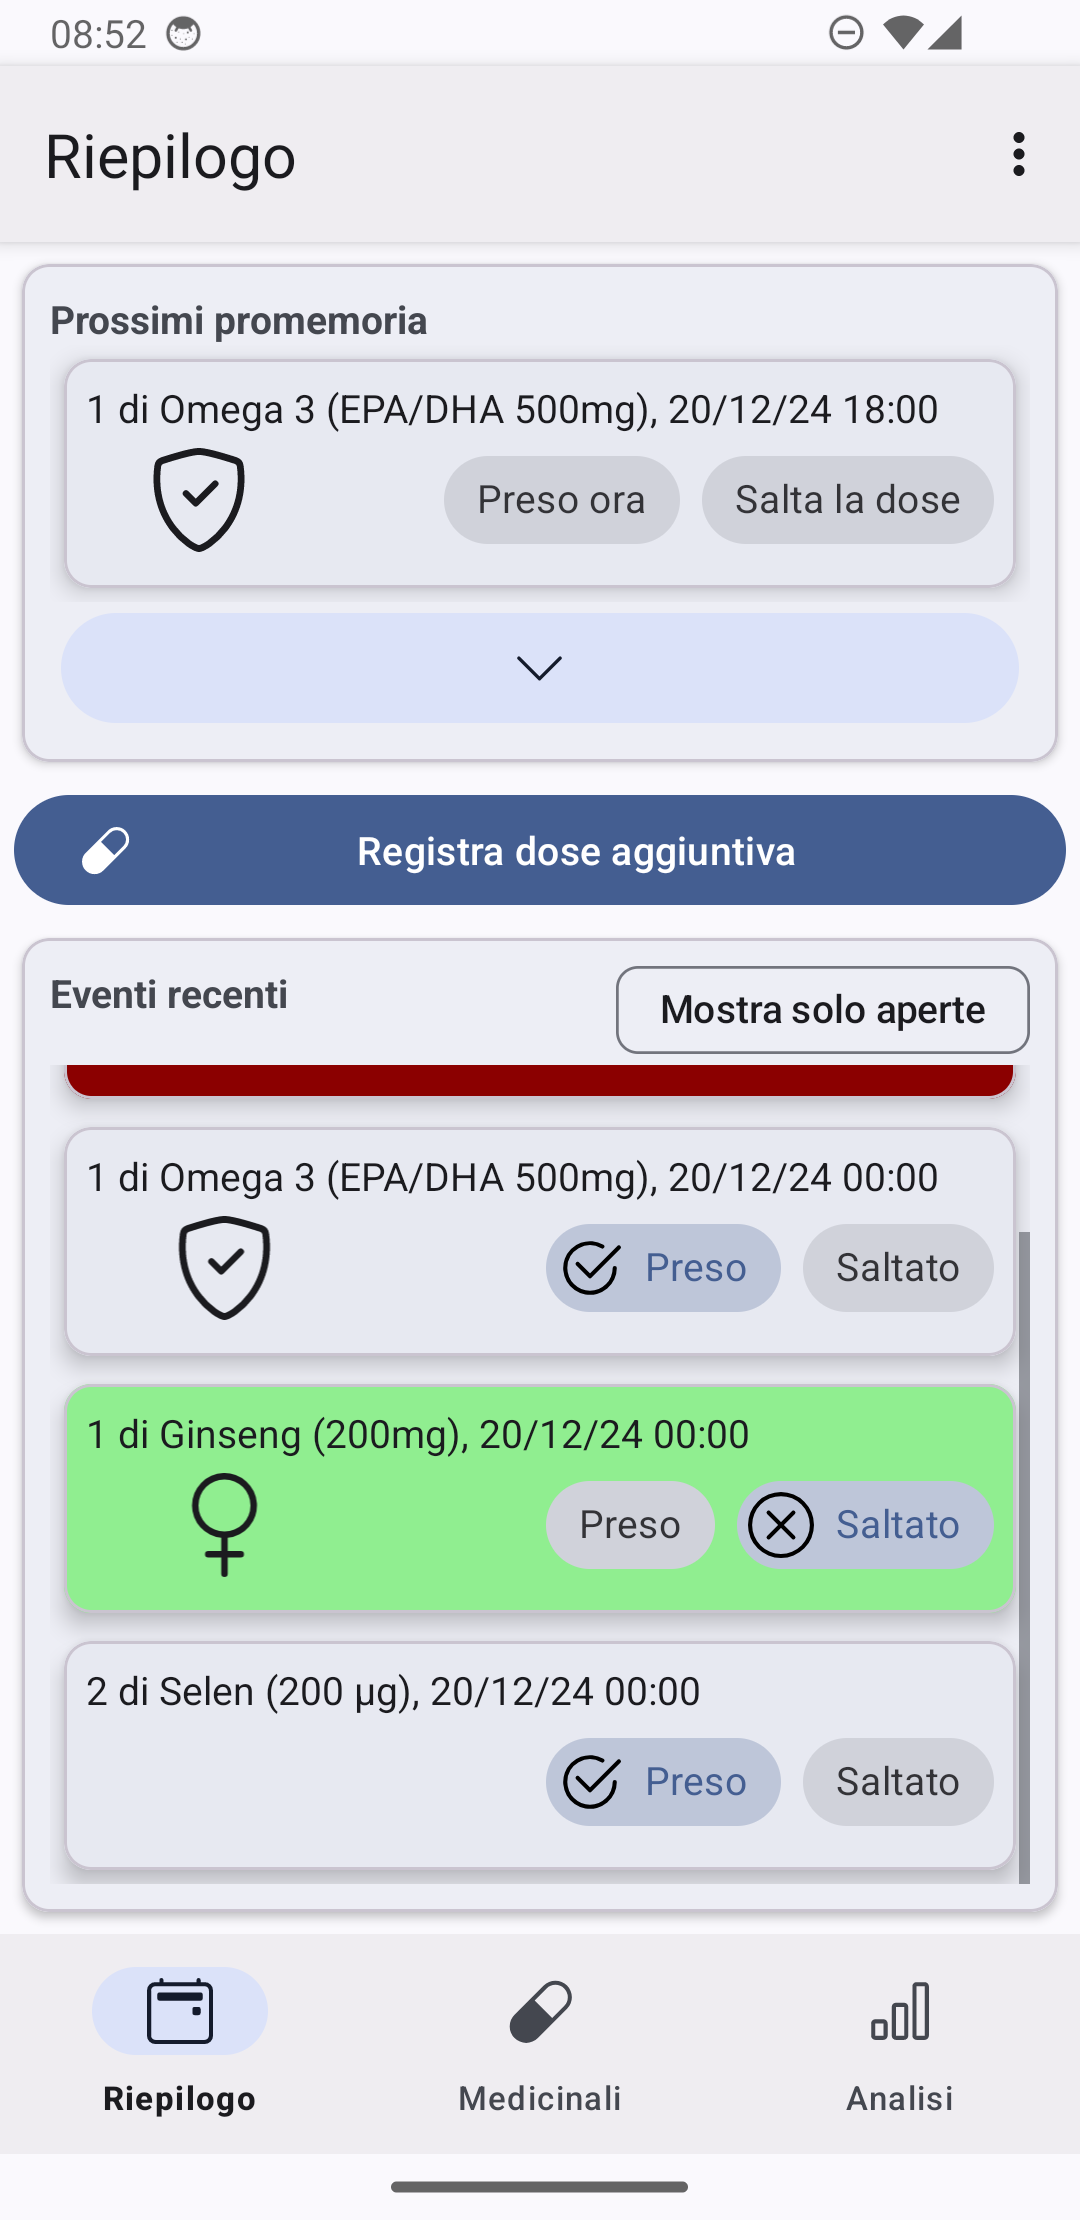 08:52
Riepilogo
Prossimi promemoria
1 di Omega 3 (EPA/DHA 500mg), 20/12/24 18:00
Preso ora
Salta la dose
Registra dose aggiuntiva
Eventi recenti
Mostra solo aperte
1 di Omega 3 (EPA/DHA 500mg), 20/12/24 00:00
Preso
Saltato
1 di Ginseng (200mg), 20/12/24 00:00
Preso
Saltato
2 di Selen (200 µg), 20/12/24 00:00
Preso
Saltato
Riepilogo
Medicinali
Analisi